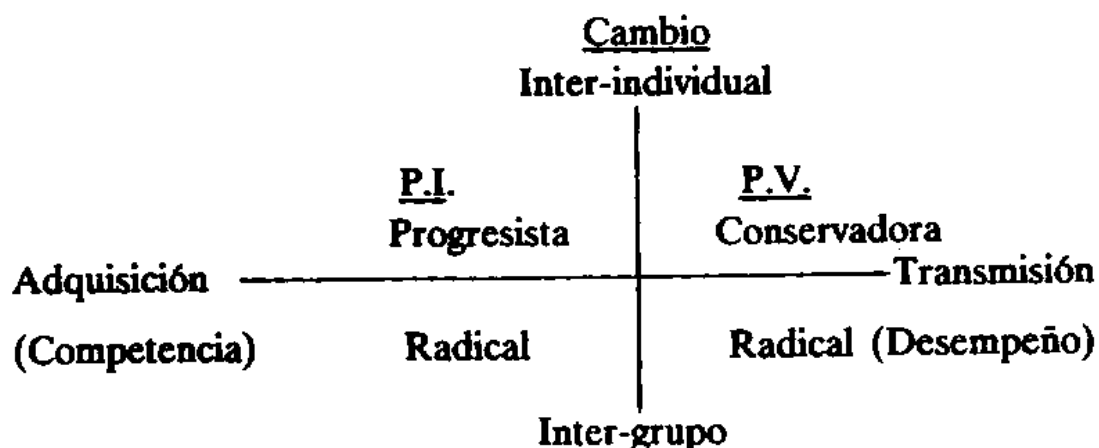 Cambio
Inter-individual
P.I. P.V.
Progresista Conservadora
Adquisición Transmisión
(Competencia) Radical Radical (Desempeño)
Inter-grupo